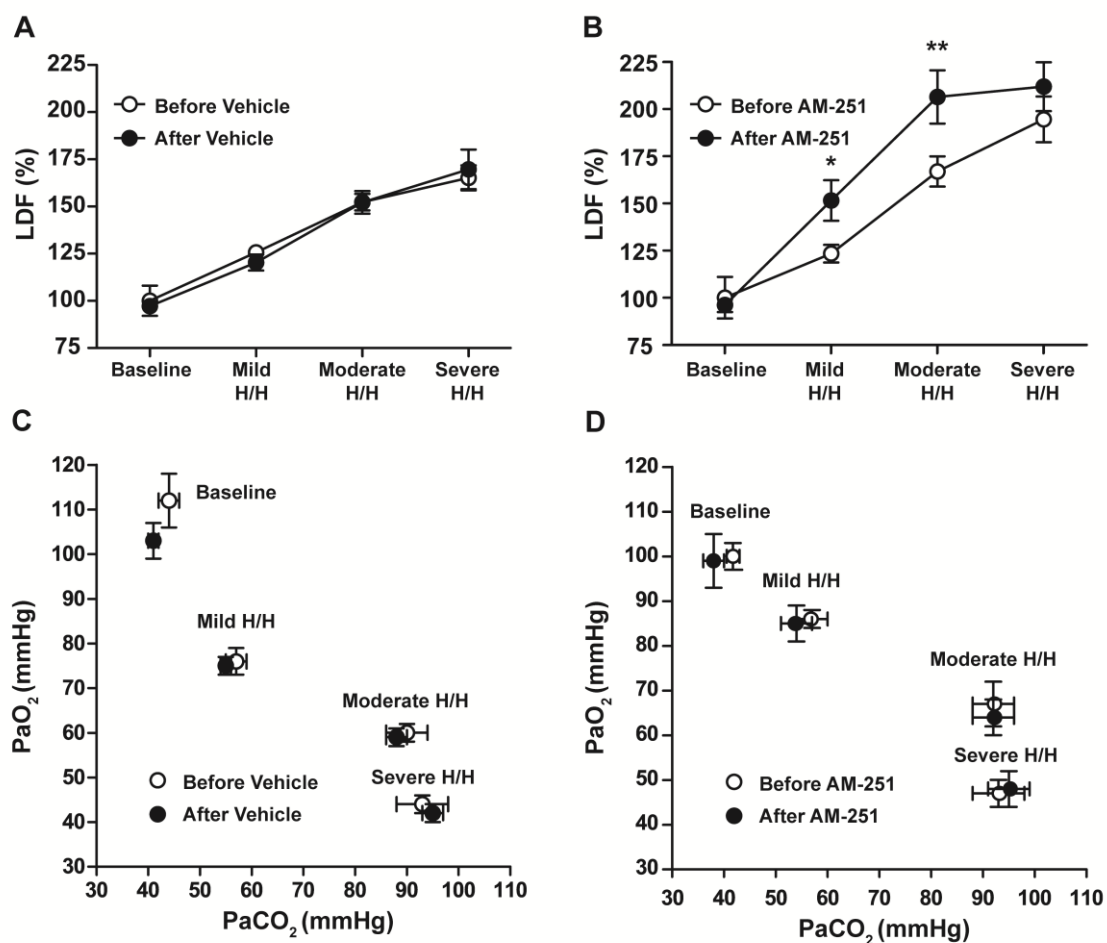 A
225
200
175
150
125
100
75
LDF (%)
Before Vehicle
After Vehicle
Baseline
Mild
H/H
Moderate
H/H
Severe
H/H
B
225
200
175
150
125
100
75
LDF (%)
Before AM-251
After AM-251
*
**
Baseline
Mild
H/H
Moderate
H/H
Severe
H/H
C
120
110
100
90
80
70
60
50
40
30
PaO₂ (mmHg)
Baseline
Mild H/H
Moderate H/H
Severe H/H
Before Vehicle
After Vehicle
30 40 50 60 70 80 90 100 110
PaCO₂ (mmHg)
D
120
110
100
90
80
70
60
50
40
30
PaO₂ (mmHg)
Baseline
Mild H/H
Moderate H/H
Severe H/H
Before AM-251
After AM-251
30 40 50 60 70 80 90 100 110
PaCO₂ (mmHg)